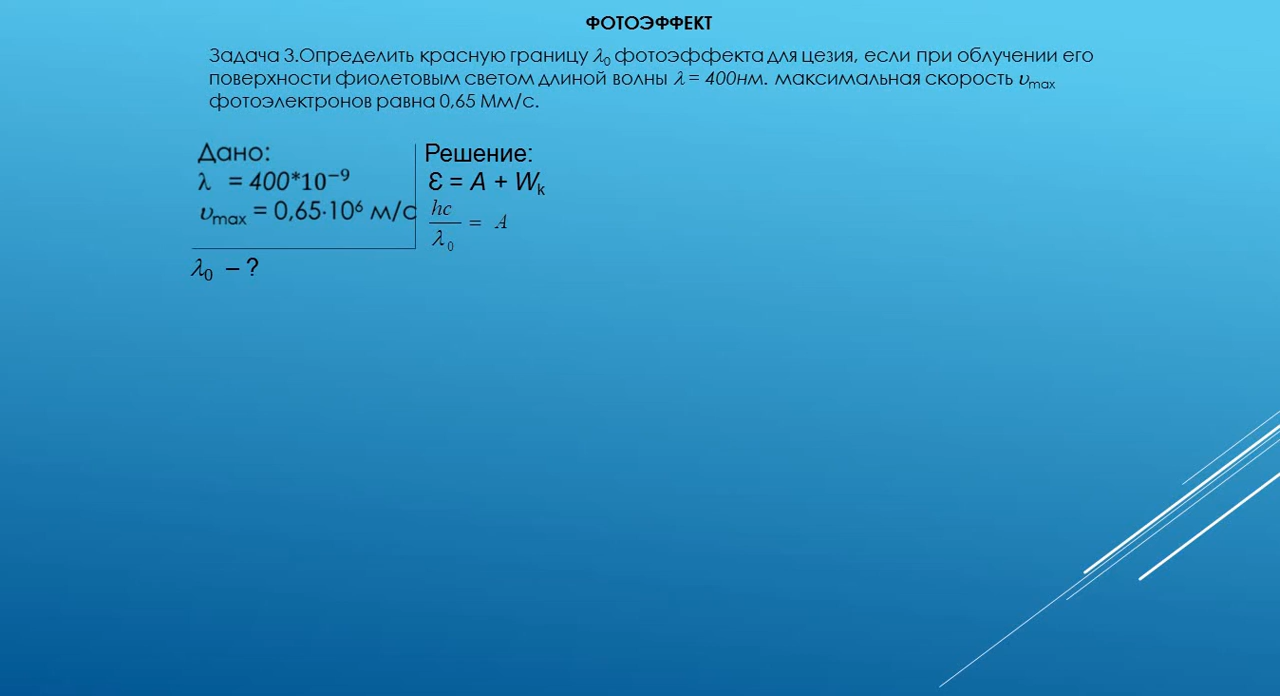 ФОТОЭФФЕКТ
Задача 3.Определить красную границу λ₀ фотоэффекта для цезия, если при облучении его
поверхности фиолетовым светом длиной волны λ = 400нм. максимальная скорость υmax
фотоэлектронов равна 0,65 Мм/с.
Дано:
λ = 400*10⁻⁹
υmax = 0,65·10⁶ м/с
λ₀ – ?
Решение:
Ɛ = A + Wk
hc
λ₀ = A